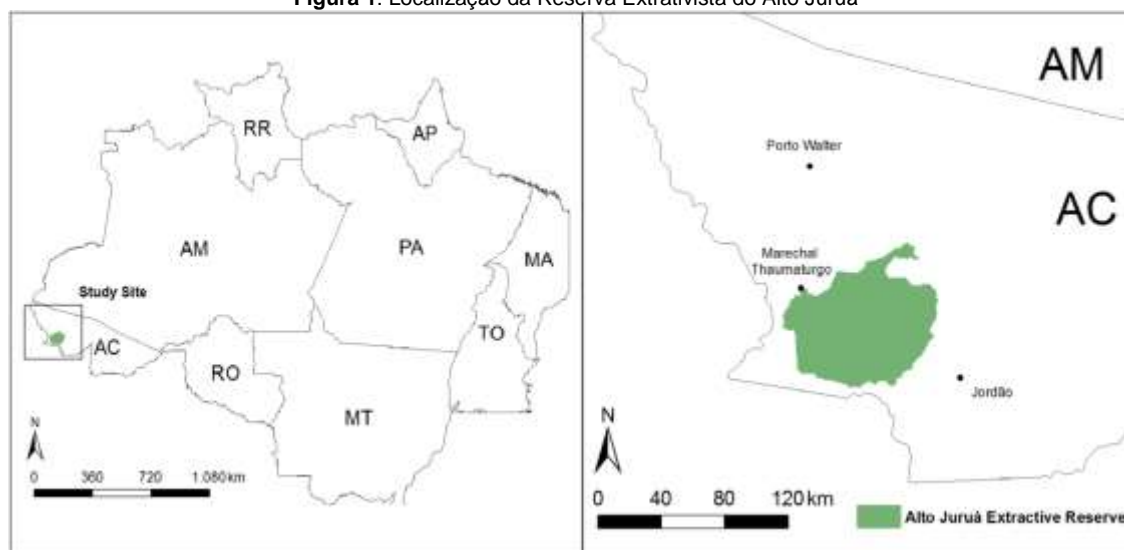 Figura 1: Localização da Reserva Extrativista do Alto Juruá
RR
AP
AM
PA
MA
Study Site
AC
TO
RO
MT
N
0 360 720 1.080 km
AM
Porto Walter
AC
Marechal
Thaumaturgo
Jordão
N
0 40 80 120 km
Alto Juruá Extractive Reserve